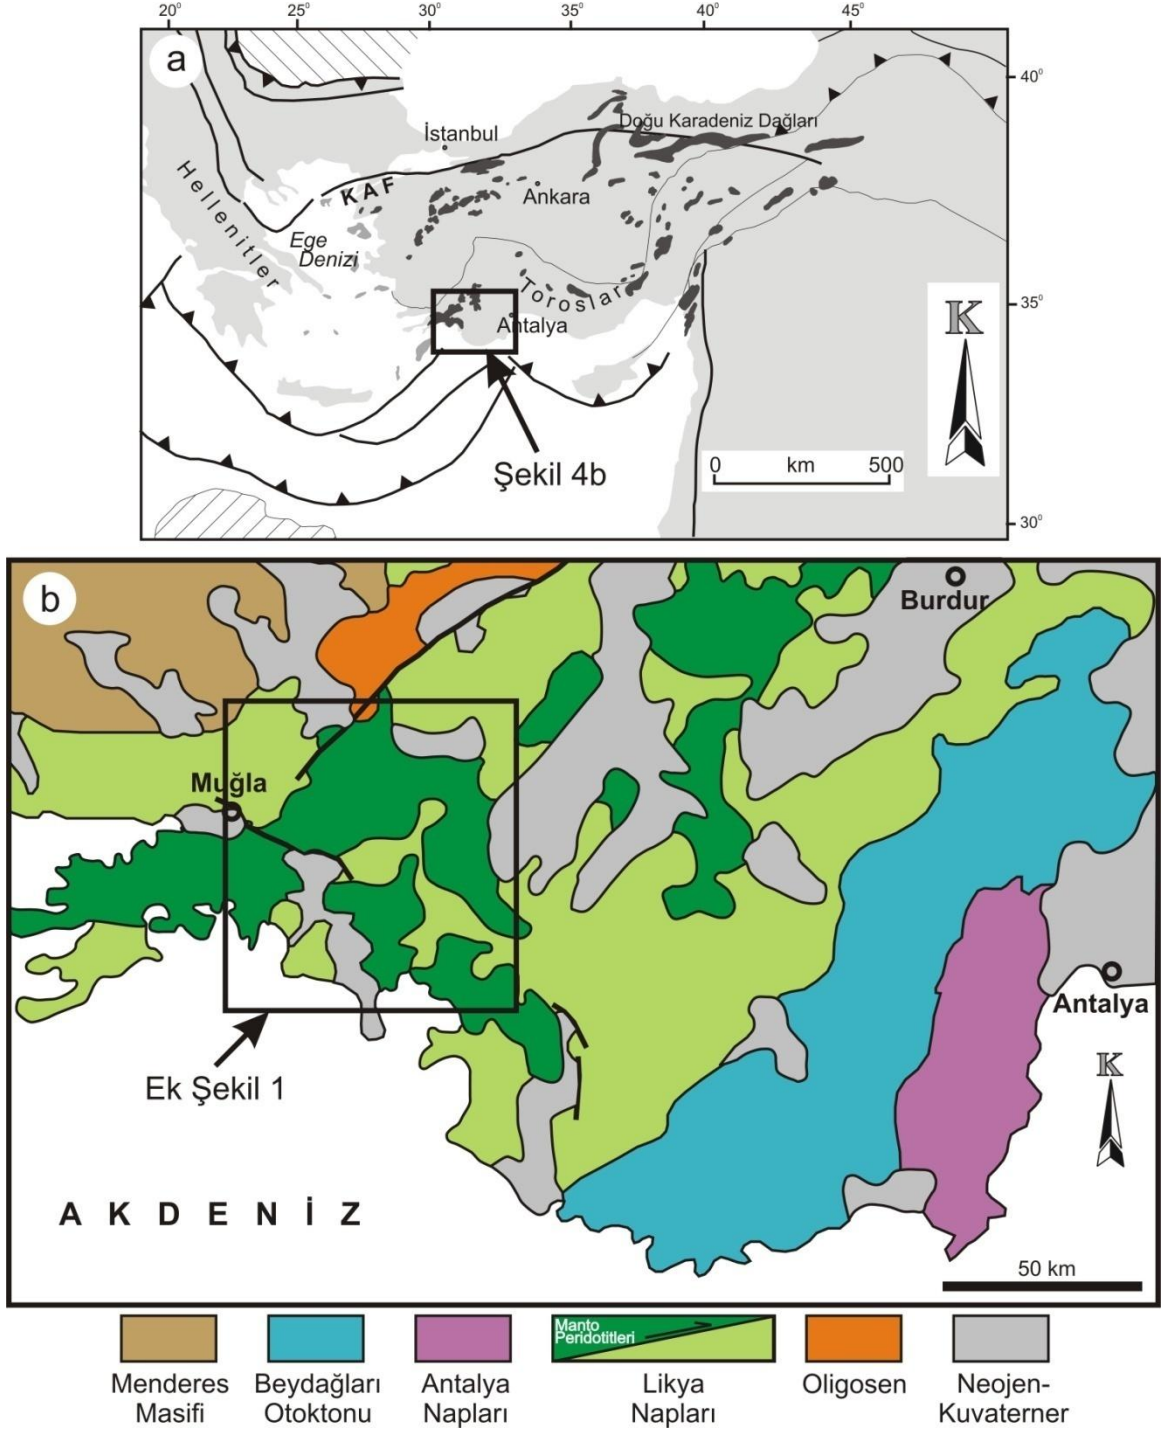 20° 25° 30° 35° 40° 45°
a
40°
Doğu Karadeniz Dağları
İstanbul
KAF
Ankara
Hellenitler
Ege
Denizi
Toroslar
35°
Antalya
K
Şekil 4b
0 km 500
30°
b
Burdur
Muğla
Antalya
K
Ek Şekil 1
AKDENİZ
50 km
Manto
Peridotitleri
Menderes
Masifi
Beydağları
Otoktonu
Antalya
Napları
Likya
Napları
Oligosen
Neojen-
Kuvaterner